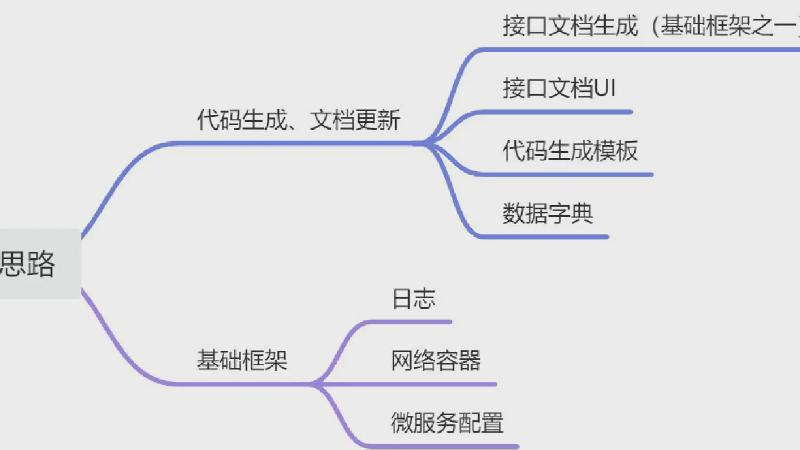 接口文档生成（基础框架之一）
接口文档UI
代码生成、文档更新
代码生成模板
数据字典
思路
日志
基础框架
网络容器
微服务配置